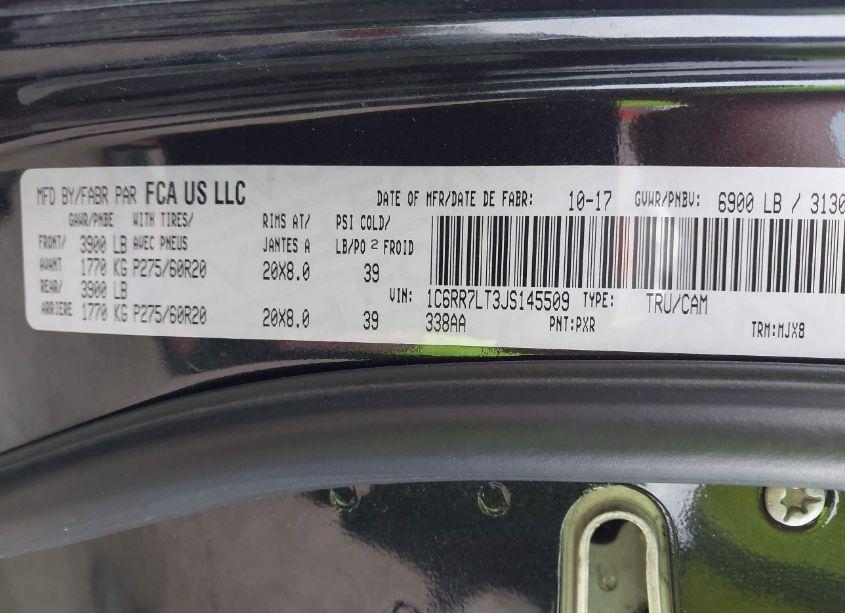 MFD BY/FABR PAR FCA US LLC
DATE OF MFR/DATE DE FABR: 10-17 GVWR/PNBV: 6900 LB / 3130
GAWR/PNBE WITH TIRES/ RIMS AT/ PSI COLD/
FRONT/ 3900 LB AVEC PNEUS JANTES A LB/PO² FROID
AVANT 1770 KG P275/60R20 20X8.0 39
REAR/ 3900 LB
ARRIERE 1770 KG P275/60R20 20X8.0 39
VIN: 1C6RR7LT3JS145509 TYPE: TRU/CAM
338AA PNT:PXR TRM:MJX8